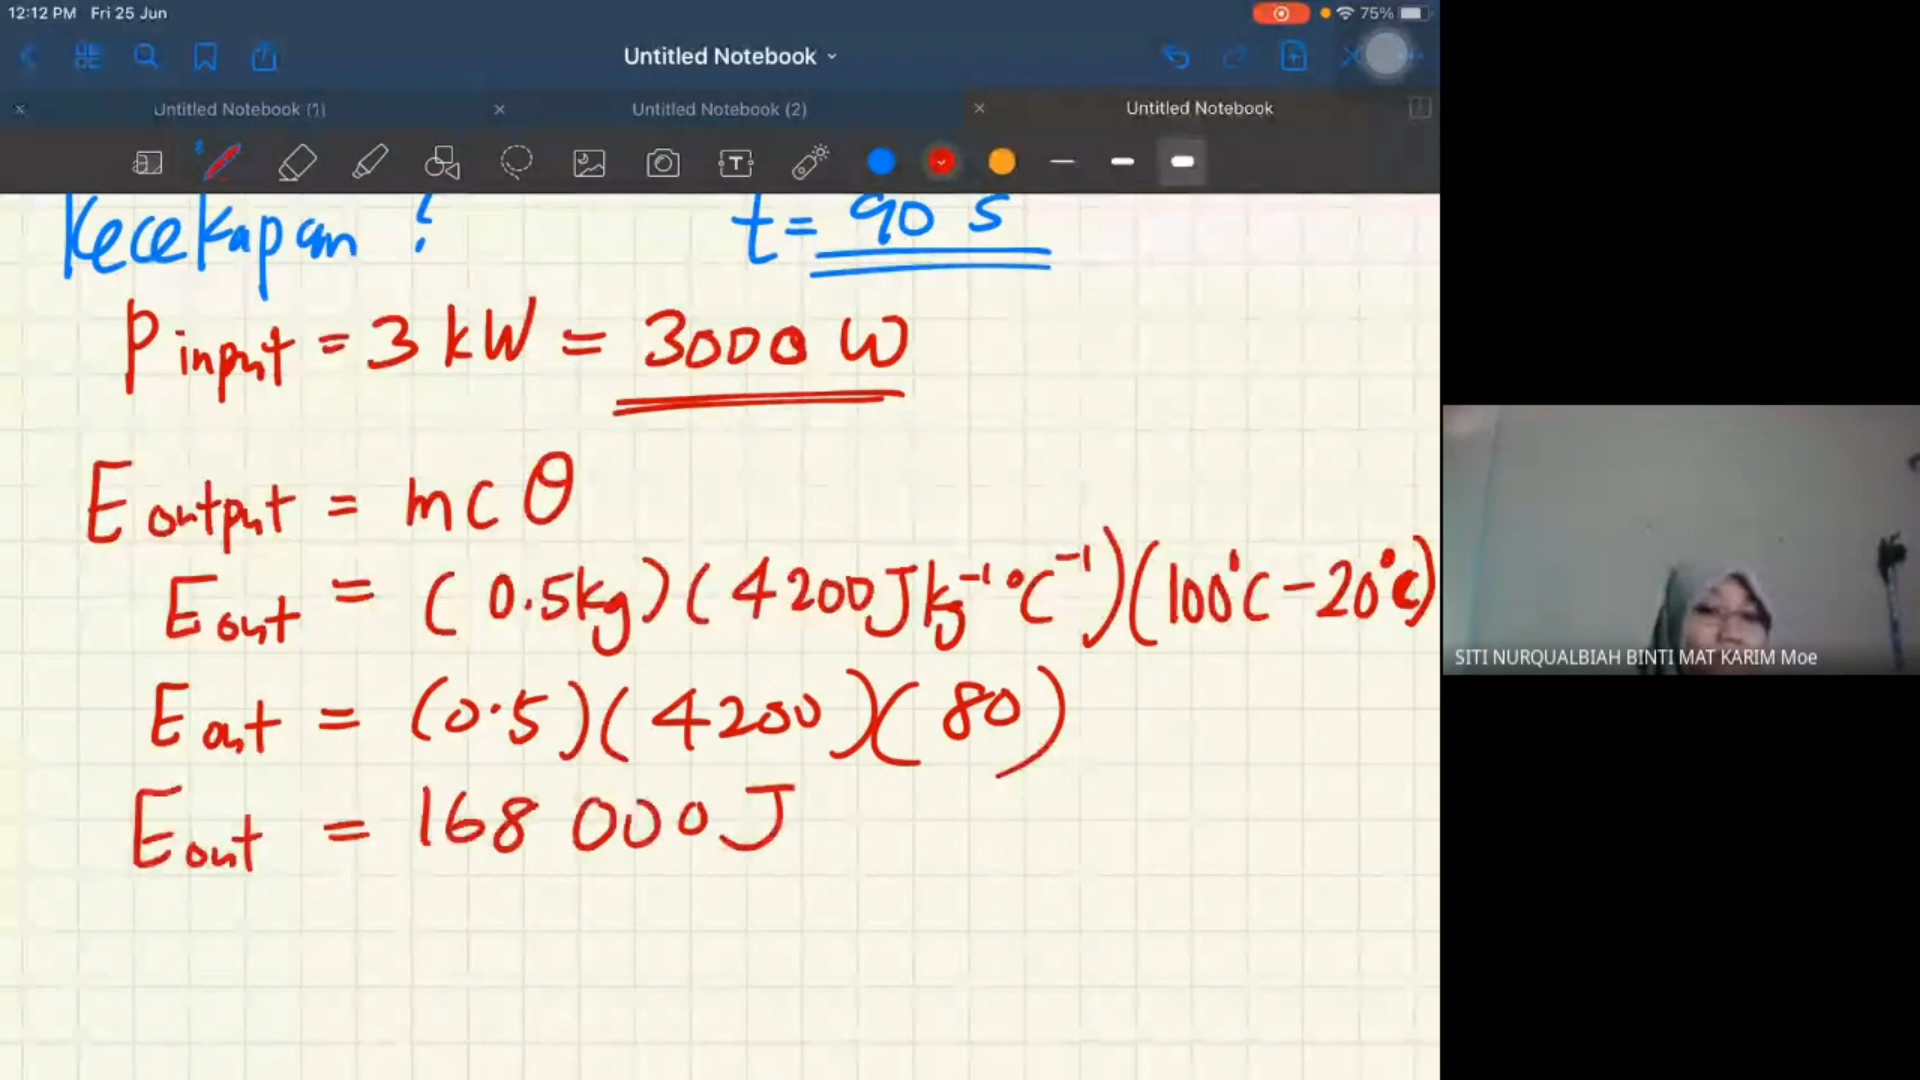 12:12 PM Fri 25 Jun
75%
Untitled Notebook
Untitled Notebook (1)
Untitled Notebook (2)
Untitled Notebook
T
Kecekapan ?
t = 90 s
P input = 3 kW = 3000 W
E output = mcθ
E out = (0.5kg)(4200Jkg⁻¹°C⁻¹)(100°C-20°C)
E out = (0.5)(4200)(80)
E out = 168 000 J
SITI NURQUALBIAH BINTI MAT KARIM Moe